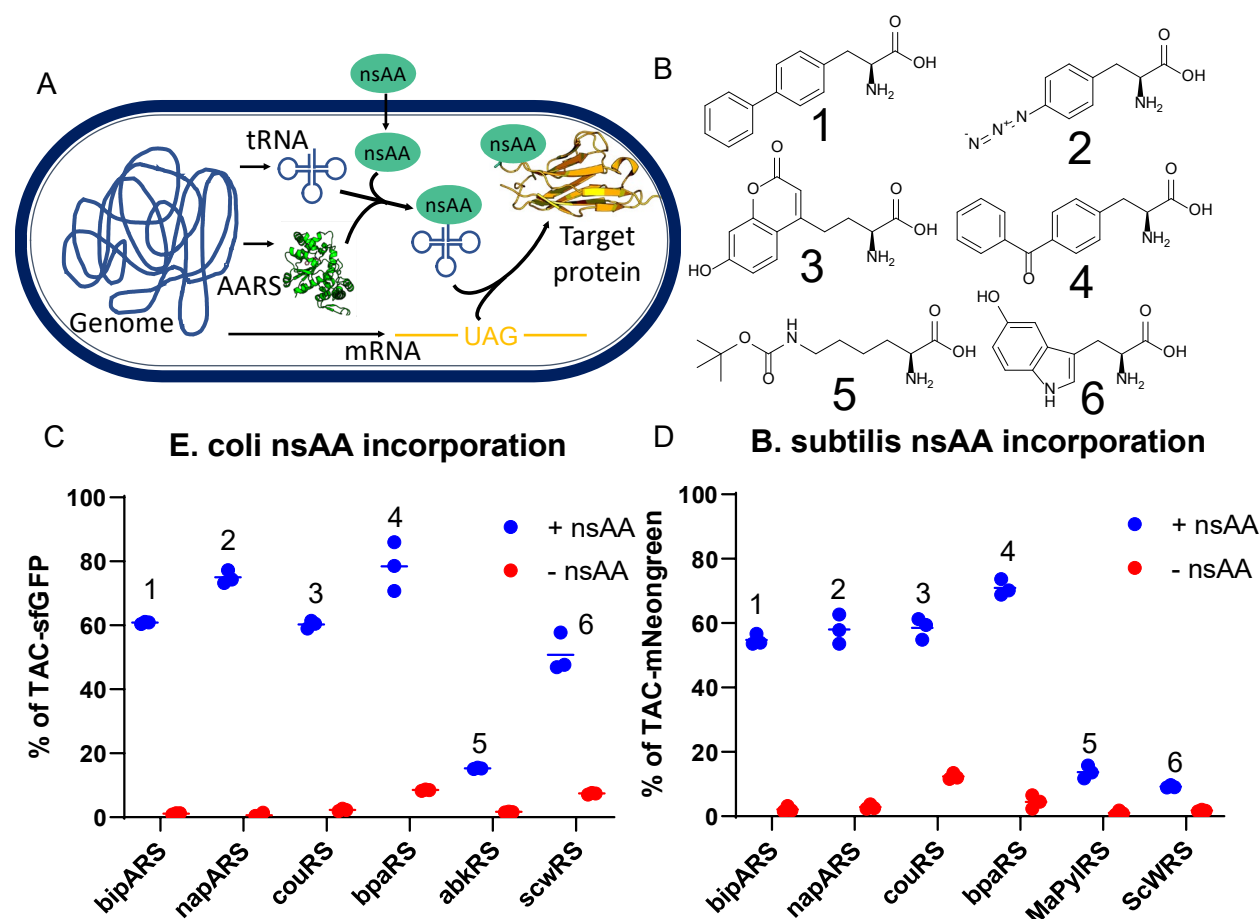 A
nsAA
tRNA
nsAA
nsAA
nsAA
AARS
Target
protein
Genome
mRNA
UAG
B
O
OH
NH2
1
O
OH
NH2
N
N+
N
-
2
O
O
HO
O
OH
NH2
3
O
O
OH
NH2
4
O
O
H
N
O
OH
NH2
5
HO
N
H
O
OH
NH2
6
C
E. coli nsAA incorporation
% of TAC-sfGFP
100
80
60
40
20
0
1
2
3
4
5
6
+ nsAA
- nsAA
bipARS
napARS
couRS
bpaRS
abkRS
scwRS
D
B. subtilis nsAA incorporation
% of TAC-mNeongreen
100
80
60
40
20
0
1
2
3
4
5
6
+ nsAA
- nsAA
bipARS
napARS
couRS
bpaRS
MaPylRS
ScWRS